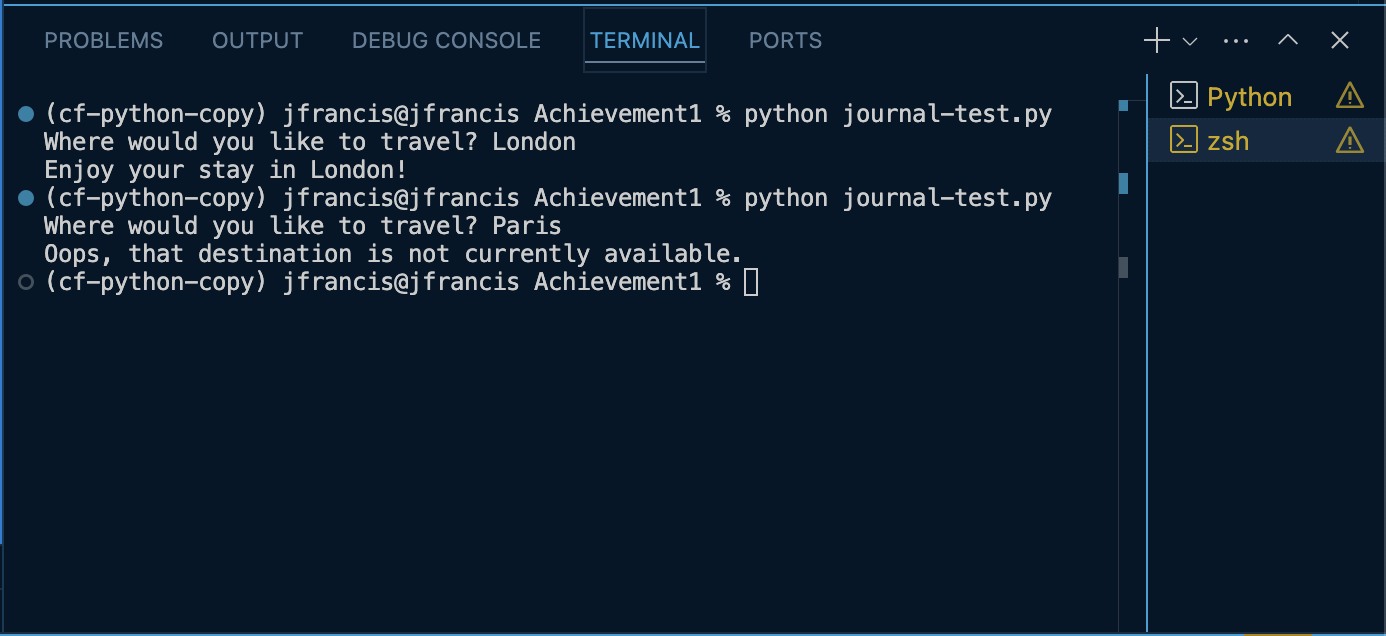 PROBLEMS OUTPUT DEBUG CONSOLE TERMINAL PORTS
(cf-python-copy) jfrancis@jfrancis Achievement1 % python journal-test.py
Where would you like to travel? London
Enjoy your stay in London!
(cf-python-copy) jfrancis@jfrancis Achievement1 % python journal-test.py
Where would you like to travel? Paris
Oops, that destination is not currently available.
(cf-python-copy) jfrancis@jfrancis Achievement1 %
Python
zsh